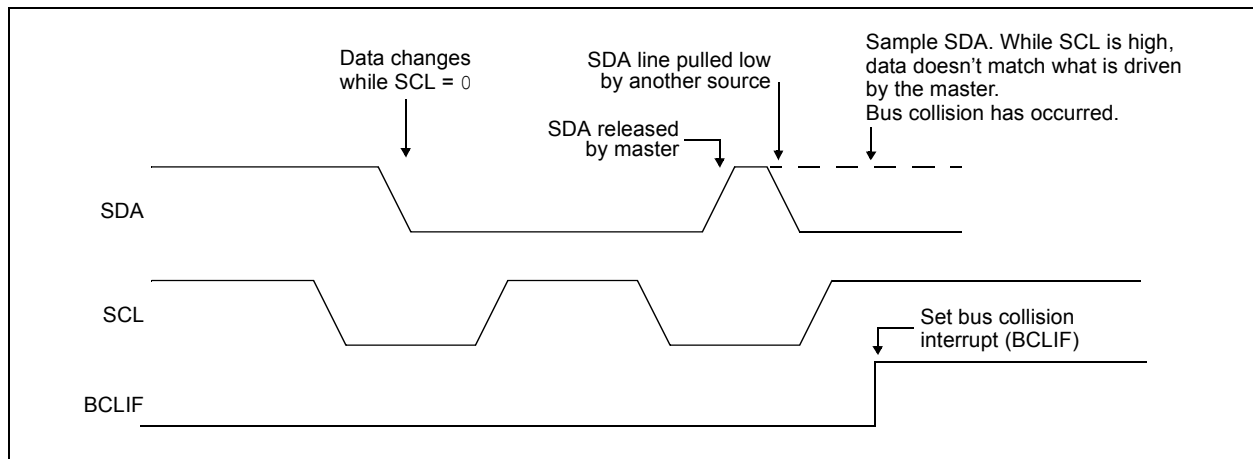 Data changes
while SCL = 0
SDA line pulled low
by another source
SDA released
by master
Sample SDA. While SCL is high,
data doesn’t match what is driven
by the master.
Bus collision has occurred.
SDA
SCL
Set bus collision
interrupt (BCLIF)
BCLIF